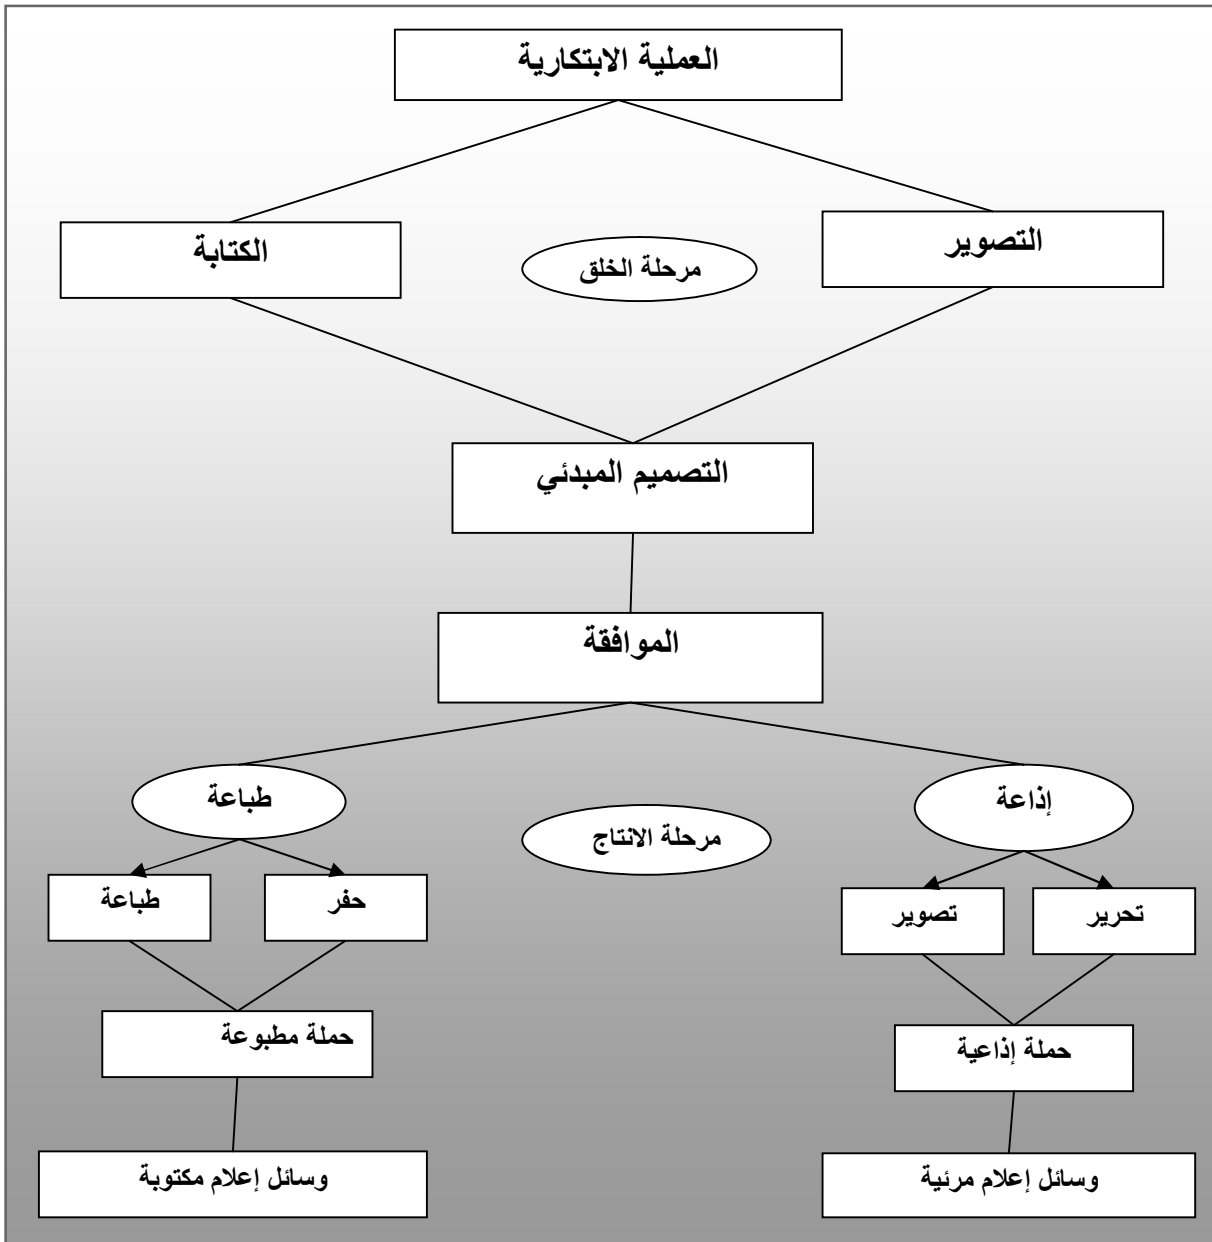 العملية الابتكارية
التصوير
الكتابة
مرحلة الخلق
التصميم المبدئي
الموافقة
إذاعة
طباعة
مرحلة الانتاج
تحرير
تصوير
حفر
طباعة
حملة إذاعية
حملة مطبوعة
وسائل إعلام مرئية
وسائل إعلام مكتوبة